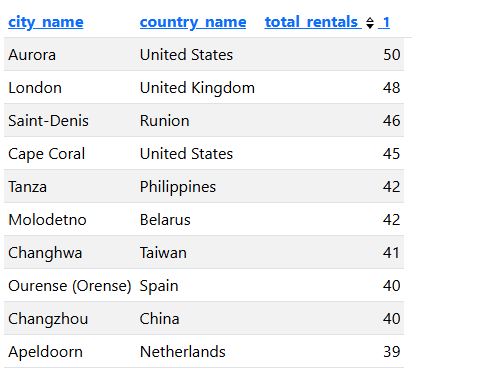 city_name country_name total_rentals 1
Aurora United States 50
London United Kingdom 48
Saint-Denis Runion 46
Cape Coral United States 45
Tanza Philippines 42
Molodetno Belarus 42
Changhwa Taiwan 41
Ourense (Orense) Spain 40
Changzhou China 40
Apeldoorn Netherlands 39